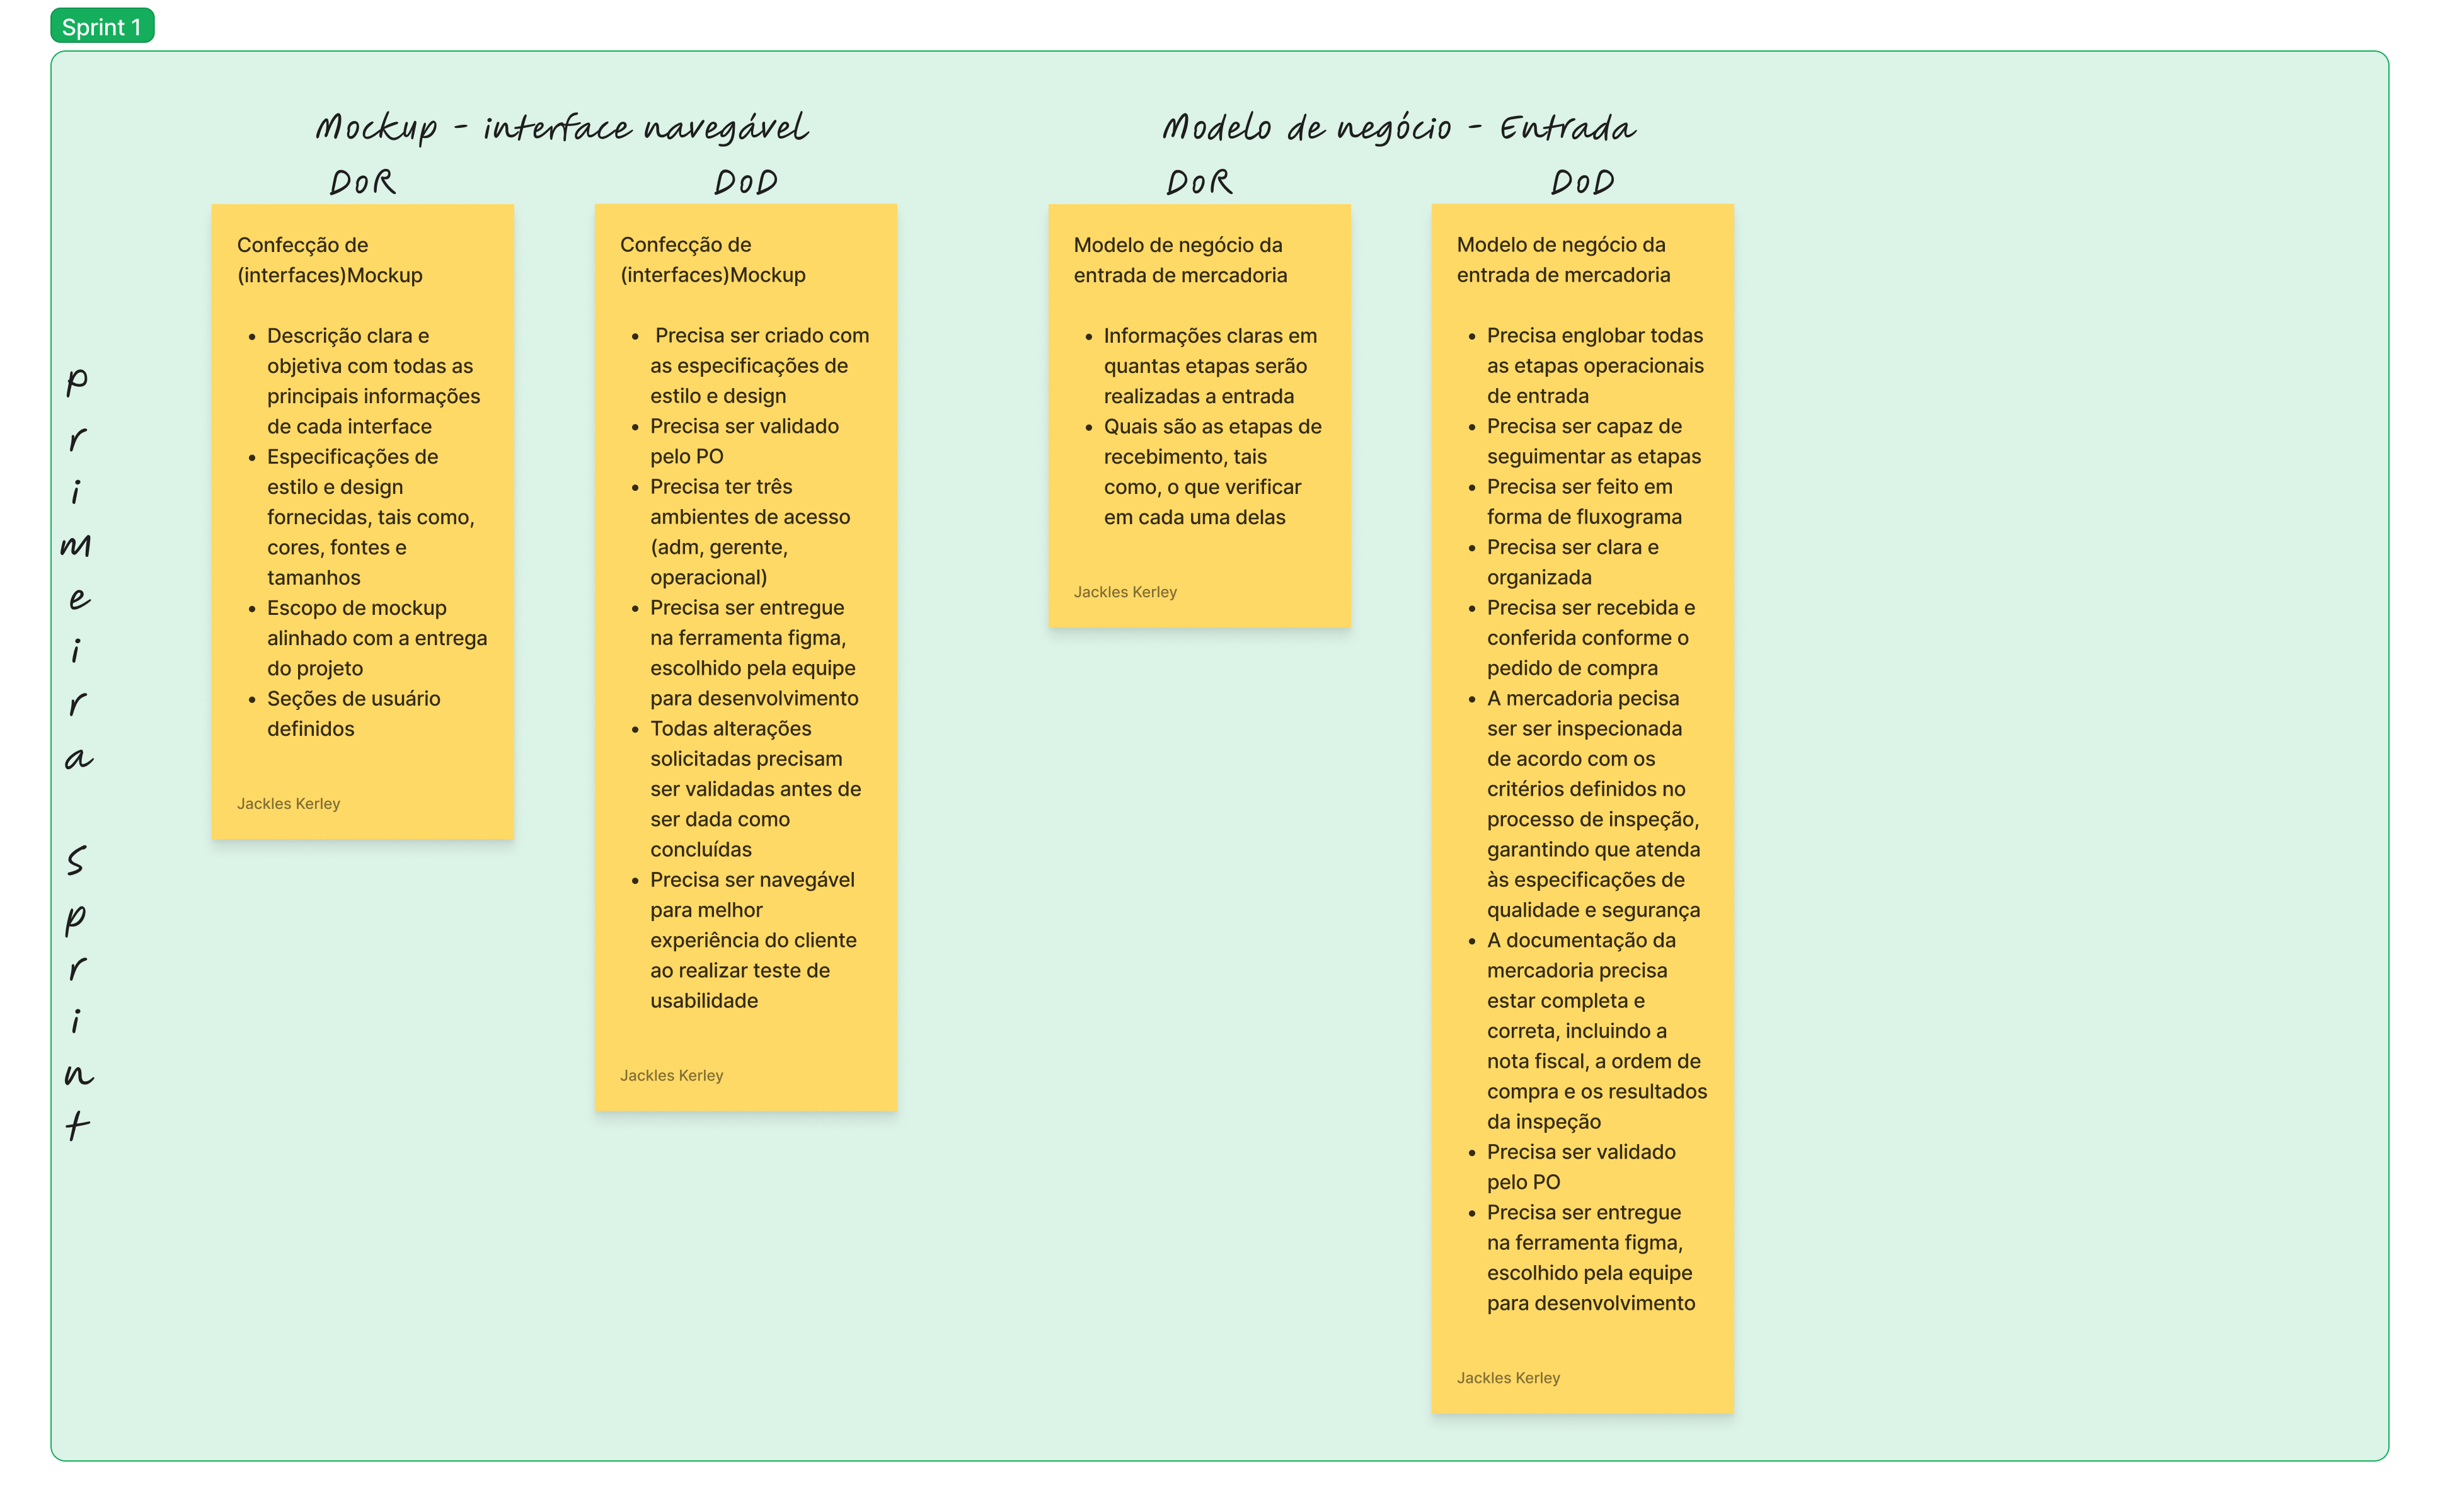 Sprint 1
Mockup - interface navegável
DoR
Confecção de
(interfaces)Mockup
• Descrição clara e
objetiva com todas as
principais informações
de cada interface
• Especificações de
estilo e design
fornecidas, tais como,
cores, fontes e
tamanhos
• Escopo de mockup
alinhado com a entrega
do projeto
• Seções de usuário
definidos
Jackles Kerley
DoD
Confecção de
(interfaces)Mockup
• Precisa ser criado com
as especificações de
estilo e design
• Precisa ser validado
pelo PO
• Precisa ter três
ambientes de acesso
(adm, gerente,
operacional)
• Precisa ser entregue
na ferramenta figma,
escolhido pela equipe
para desenvolvimento
• Todas alterações
solicitadas precisam
ser validadas antes de
ser dada como
concluídas
• Precisa ser navegável
para melhor
experiência do cliente
ao realizar teste de
usabilidade
Jackles Kerley
Modelo de negócio - Entrada
DoR
Modelo de negócio da
entrada de mercadoria
• Informações claras em
quantas etapas serão
realizadas a entrada
• Quais são as etapas de
recebimento, tais
como, o que verificar
em cada uma delas
Jackles Kerley
DoD
Modelo de negócio da
entrada de mercadoria
• Precisa englobar todas
as etapas operacionais
de entrada
• Precisa ser capaz de
seguimentar as etapas
• Precisa ser feito em
forma de fluxograma
• Precisa ser clara e
organizada
• Precisa ser recebida e
conferida conforme o
pedido de compra
• A mercadoria pecisa
ser ser inspecionada
de acordo com os
critérios definidos no
processo de inspeção,
garantindo que atenda
às especificações de
qualidade e segurança
• A documentação da
mercadoria precisa
estar completa e
correta, incluindo a
nota fiscal, a ordem de
compra e os resultados
da inspeção
• Precisa ser validado
pelo PO
• Precisa ser entregue
na ferramenta figma,
escolhido pela equipe
para desenvolvimento
Jackles Kerley
Primeira sprint